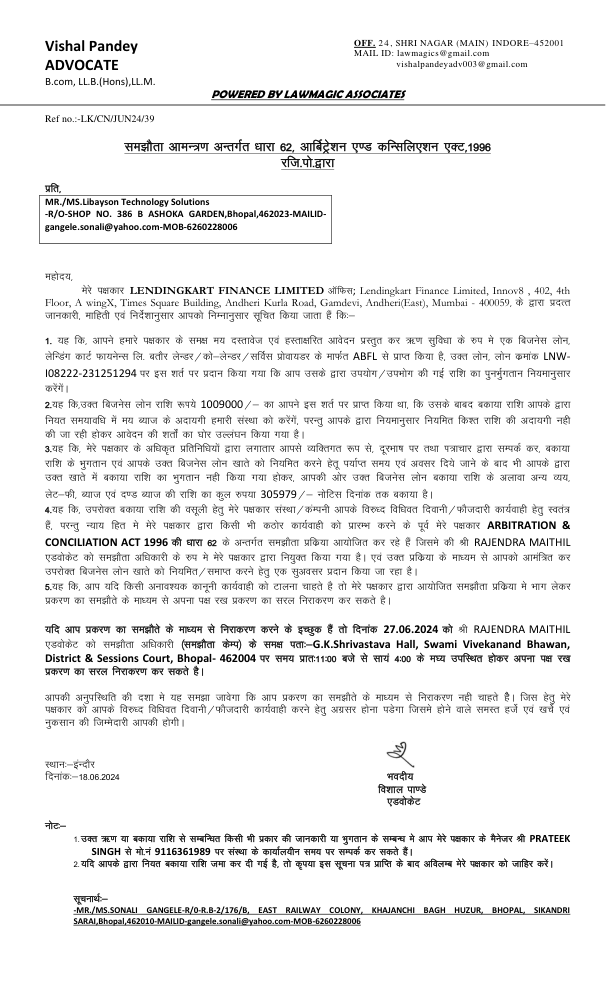 Vishal Pandey
ADVOCATE
B.com, LL.B.(Hons),LL.M.
OFF. 24, SHRI NAGAR (MAIN) INDORE–452001
MAIL ID: lawmagics@gmail.com
vishalpandeyadv003@gmail.com
POWERED BY LAWMAGIC ASSOCIATES
Ref no.:-LK/CN/JUN24/39
समझौता आमन्त्रण अन्तर्गत धारा 62, आर्बिट्रेशन एण्ड कन्सिलिएशन एक्ट,1996
रजि.पो.द्वारा
प्रति,
MR./MS.Libayson Technology Solutions
-R/O-SHOP NO. 386 B ASHOKA GARDEN,Bhopal,462023-MAILID-
gangele.sonali@yahoo.com-MOB-6260228006
महोदय,
मेरे पक्षकार LENDINGKART FINANCE LIMITED ऑफिस; Lendingkart Finance Limited, Innov8 , 402, 4th
Floor, A wingX, Times Square Building, Andheri Kurla Road, Gamdevi, Andheri(East), Mumbai - 400059, के द्वारा प्रदत्त
जानकारी, माहिती एवं निर्देशानुसार आपको निम्नानुसार सूचित किया जाता हैं कि:–
1. यह कि, आपने हमारे पक्षकार के समक्ष मय दस्तावेज एवं हस्ताक्षरित आवेदन प्रस्तुत कर ऋण सुविधा के रुप मे एक बिजनेस लोन,
लेन्डिंग कार्ट फायनेन्स लि. बतौर लेन्डर/को–लेन्डर/सर्विस प्रोवायडर के मार्फत ABFL से प्राप्त किया है, उक्त लोन, लोन कमांक LNW-
I08222-231251294 पर इस शर्त पर प्रदान किया गया कि आप उसके द्वारा उपयोग/उपभोग की गई राशि का पुनर्भुगतान नियमानुसार
करेंगें।
2.यह कि,उक्त बिजनेस लोन राशि रूपये 1009000/– का आपने इस शर्त पर प्राप्त किया था, कि उसके बाबद बकाया राशि आपके द्वारा
नियत समयावधि में मय ब्याज के अदायगी हमारी संस्था को करेंगें, परन्तु आपके द्वारा नियमानुसार नियमित किश्त राशि की अदायगी नही
की जा रही होकर आवेदन की शर्तों का घोर उल्लंघन किया गया है।
3.यह कि, मेरे पक्षकार के अधिकृत प्रतिनिधियों द्वारा लगातार आपसे व्यक्तिगत रूप से, दूरभाष पर तथा पत्राचार द्वारा सम्पर्क कर, बकाया
राशि के भुगतान एवं आपके उक्त बिजनेस लोन खाते को नियमित करने हेतू पर्याप्त समय एवं अवसर दिये जाने के बाद भी आपके द्वारा
उक्त खाते में बकाया राशि का भुगतान नही किया गया होकर, आपकी ओर उक्त बिजनेस लोन बकाया राशि के अलावा अन्य व्यय,
लेट–फी, ब्याज एवं दण्ड ब्याज की राशि का कुल रुपया 305979/– नोटिस दिनांक तक बकाया है।
4.यह कि, उपरोक्त बकाया राशि की वसूली हेतु मेरे पक्षकार संस्था/कंम्पनी आपके विरुध्द विधिवत दिवानी/फौजदारी कार्यवाही हेतु स्वतंत्र
हैं, परन्तु न्याय हित मे मेरे पक्षकार द्वारा किसी भी कठोर कार्यवाही को प्रारम्भ करने के पूर्व मेरे पक्षकार ARBITRATION &
CONCILIATION ACT 1996 की धारा 62 के अन्तर्गत समझौता प्रकिया आयोजित कर रहे हैं जिसमे की श्री RAJENDRA MAITHIL
एडवोकेट को समझौता अधिकारी के रुप मे मेरे पक्षकार द्वारा नियुक्त किया गया है। एवं उक्त प्रकिया के माध्यम से आपको आमंत्रित कर
उपरोक्त बिजनेस लोन खाते को नियमित/समाप्त करने हेतु एक सुअवसर प्रदान किया जा रहा है।
5.यह कि, आप यदि किसी अनावश्यक कानूनी कार्यवाही को टालना चाहते है तो मेरे पक्षकार द्वारा आयोजित समझौता प्रकिया मे भाग लेकर
प्रकरण का समझौते के माध्यम से अपना पक्ष रख प्रकरण का सरल निराकरण कर सकते है।
यदि आप प्रकरण का समझौते के माध्यम से निराकरण करने के इच्छुक हैं तो दिनांक 27.06.2024 को श्री RAJENDRA MAITHIL
एडवोकेट को समझौता अधिकारी (समझौता केम्प) के समक्ष पता:–G.K.Shrivastava Hall, Swami Vivekanand Bhawan,
District & Sessions Court, Bhopal- 462004 पर समय प्रात:11:00 बजे से सायं 4:00 के मघ्य उपस्थित होकर अपना पक्ष रख
प्रकरण का सरल निराकरण कर सकते है।
आपकी अनुपस्थिति की दशा मे यह समझा जावेगा कि आप प्रकरण का समझौते के माध्यम से निराकरण नही चाहते हैै। जिस हेतु मेरे
पक्षकार को आपके विरुध्द विधिवत दिवानी/फौजदारी कार्यवाही करने हेतु अग्रसर होना पडेगा जिसमे होने वाले समस्त हर्जे एवं खर्चे एवं
नुकसान की जिम्मेदारी आपकी होगी।
स्थान:–इंन्दौर
दिनांक:–18.06.2024
भवदीय
विशाल पाण्डे
एडवोकेट
नोट:–
1.उक्त ऋण या बकाया राशि से सम्बन्धित किसी भी प्रकार की जानकारी या भुगतान के सम्बन्ध मे आप मेरे पक्षकार के मैनेजर श्री PRATEEK
SINGH से मो.नं 9116361989 पर संस्था के कार्यालयीन समय पर सम्पर्क कर सकते हैं।
2.यदि आपके द्वारा नियत बकाया राशि जमा कर दी गई है, तो कृपया इस सूचना पत्र प्राप्ति के बाद अविलम्ब मेरे पक्षकार को जाहिर करें।
सूचनार्थ:–
-MR./MS.SONALI GANGELE-R/0-R.B-2/176/B, EAST RAILWAY COLONY, KHAJANCHI BAGH HUZUR, BHOPAL, SIKANDRI
SARAI,Bhopal,462010-MAILID-gangele.sonali@yahoo.com-MOB-6260228006